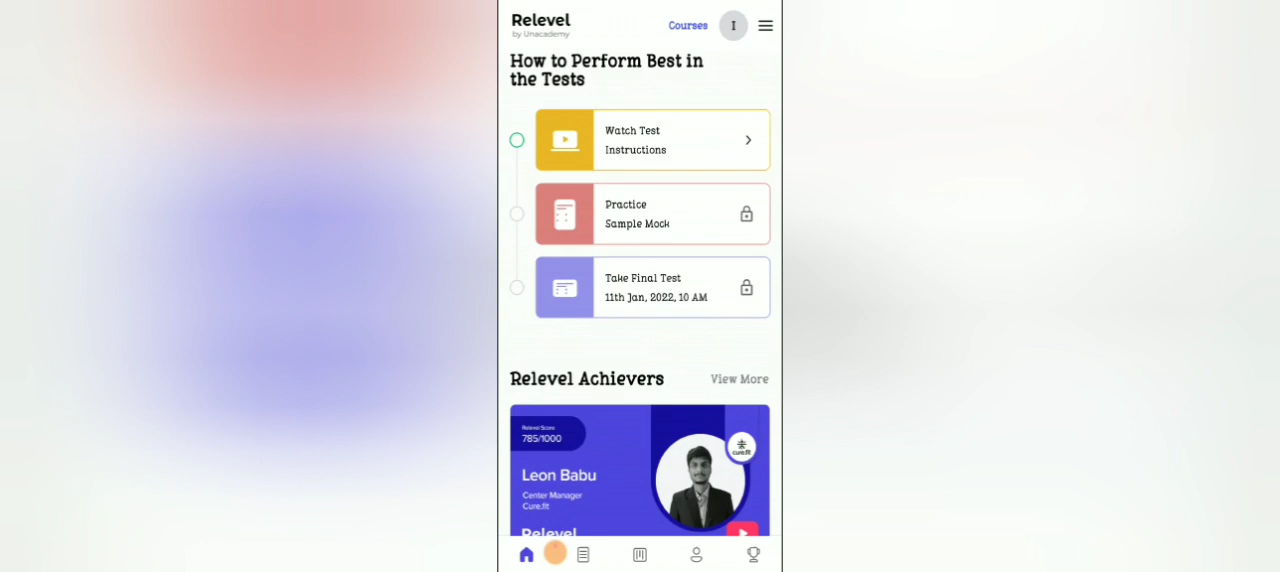 Relevel
by Unacademy
Courses
I
How to Perform Best in
the Tests
Watch Test
Instructions
Practice
Sample Mock
Take Final Test
11th Jan, 2022, 10 AM
Relevel Achievers
View More
Relevel Score
785/1000
cure.fit
Leon Babu
Center Manager
Cure.fit
Relevel